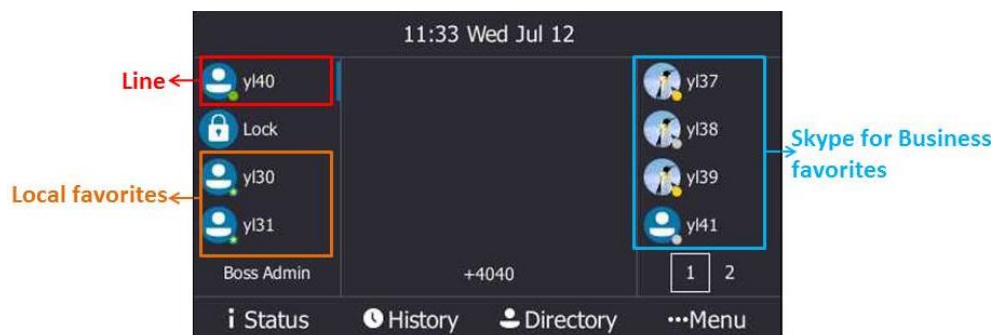 11:33 Wed Jul 12
Line
yl40
Lock
Local favorites
yl30
yl31
Boss Admin
+4040
yl37
yl38
yl39
yl41
1 2
Skype for Business
favorites
Status History Directory Menu